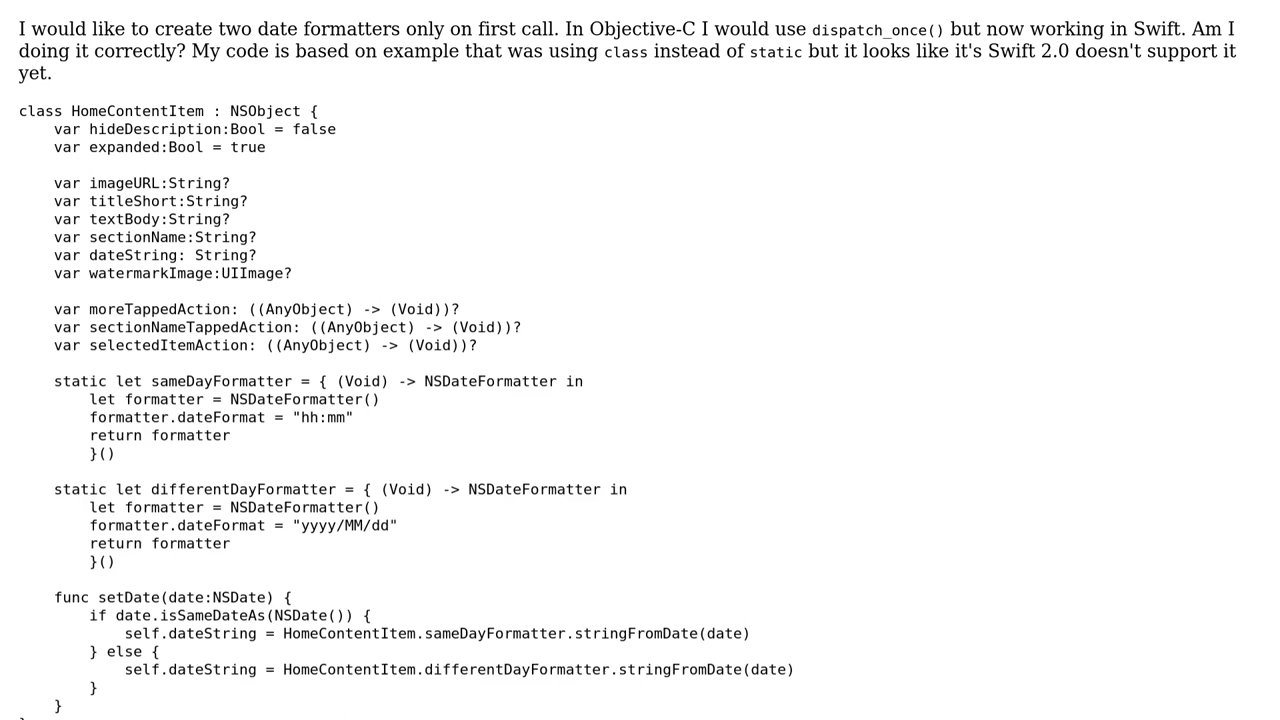 I would like to create two date formatters only on first call. In Objective-C I would use dispatch_once() but now working in Swift. Am I
doing it correctly? My code is based on example that was using class instead of static but it looks like it's Swift 2.0 doesn't support it
yet.
class HomeContentItem : NSObject {
    var hideDescription:Bool = false
    var expanded:Bool = true

    var imageURL:String?
    var titleShort:String?
    var textBody:String?
    var sectionName:String?
    var dateString: String?
    var watermarkImage:UIImage?

    var moreTappedAction: ((AnyObject) -> (Void))?
    var sectionNameTappedAction: ((AnyObject) -> (Void))?
    var selectedItemAction: ((AnyObject) -> (Void))?

    static let sameDayFormatter = { (Void) -> NSDateFormatter in
        let formatter = NSDateFormatter()
        formatter.dateFormat = "hh:mm"
        return formatter
        }()

    static let differentDayFormatter = { (Void) -> NSDateFormatter in
        let formatter = NSDateFormatter()
        formatter.dateFormat = "yyyy/MM/dd"
        return formatter
        }()

    func setDate(date:NSDate) {
        if date.isSameDateAs(NSDate()) {
            self.dateString = HomeContentItem.sameDayFormatter.stringFromDate(date)
        } else {
            self.dateString = HomeContentItem.differentDayFormatter.stringFromDate(date)
        }
    }